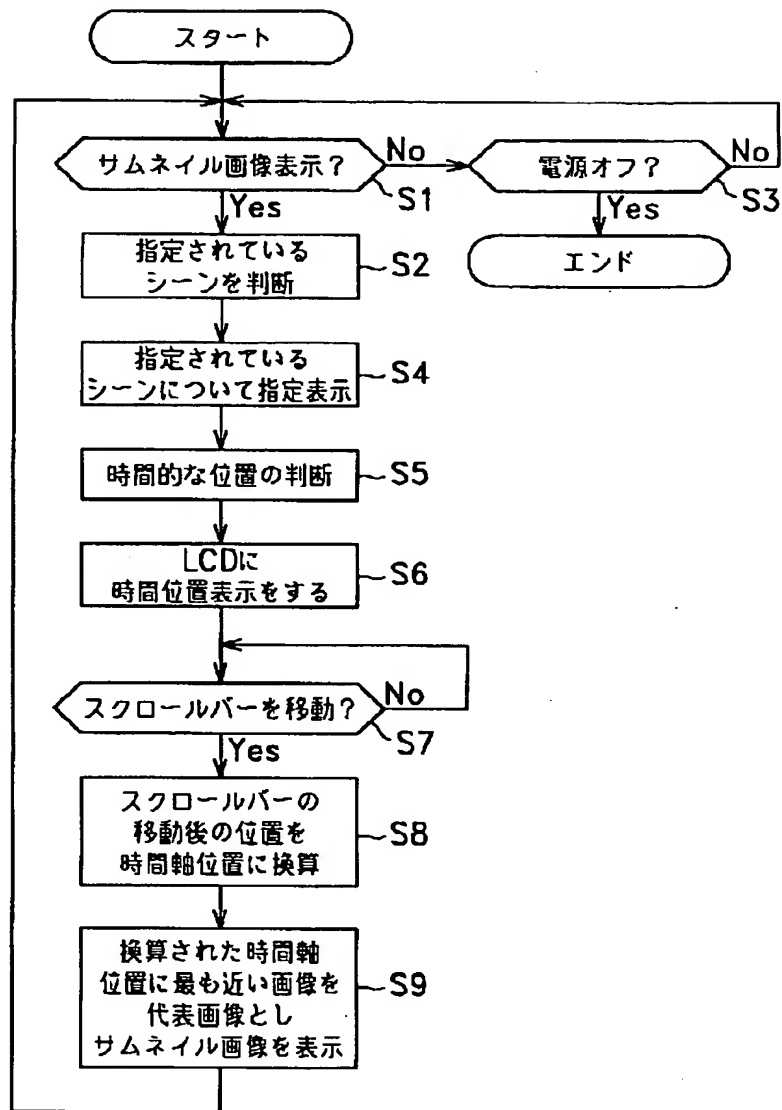 スタート
サムネイル画像表示?
No
S1
Yes
電源オフ?
No
S3
Yes
エンド
指定されている
シーンを判断
S2
指定されている
シーンについて指定表示
S4
時間的な位置の判断
S5
LCDに
時間位置表示をする
S6
スクロールバーを移動?
No
S7
Yes
スクロールバーの
移動後の位置を
時間軸位置に換算
S8
換算された時間軸
位置に最も近い画像を
代表画像とし
サムネイル画像を表示
S9